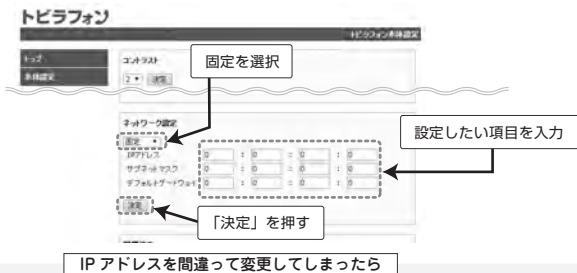 トビラフォン
トビラフォン本体設定
トップ
本体設定
コントラスト
2 決定
固定を選択
ネットワーク設定
固定
IPアドレス 0 : 0 : 0 : 0
サブネットマスク 0 : 0 : 0 : 0
デフォルトゲートウェイ 0 : 0 : 0 : 0
設定したい項目を入力
決定
「決定」を押す
IP アドレスを間違って変更してしまったら